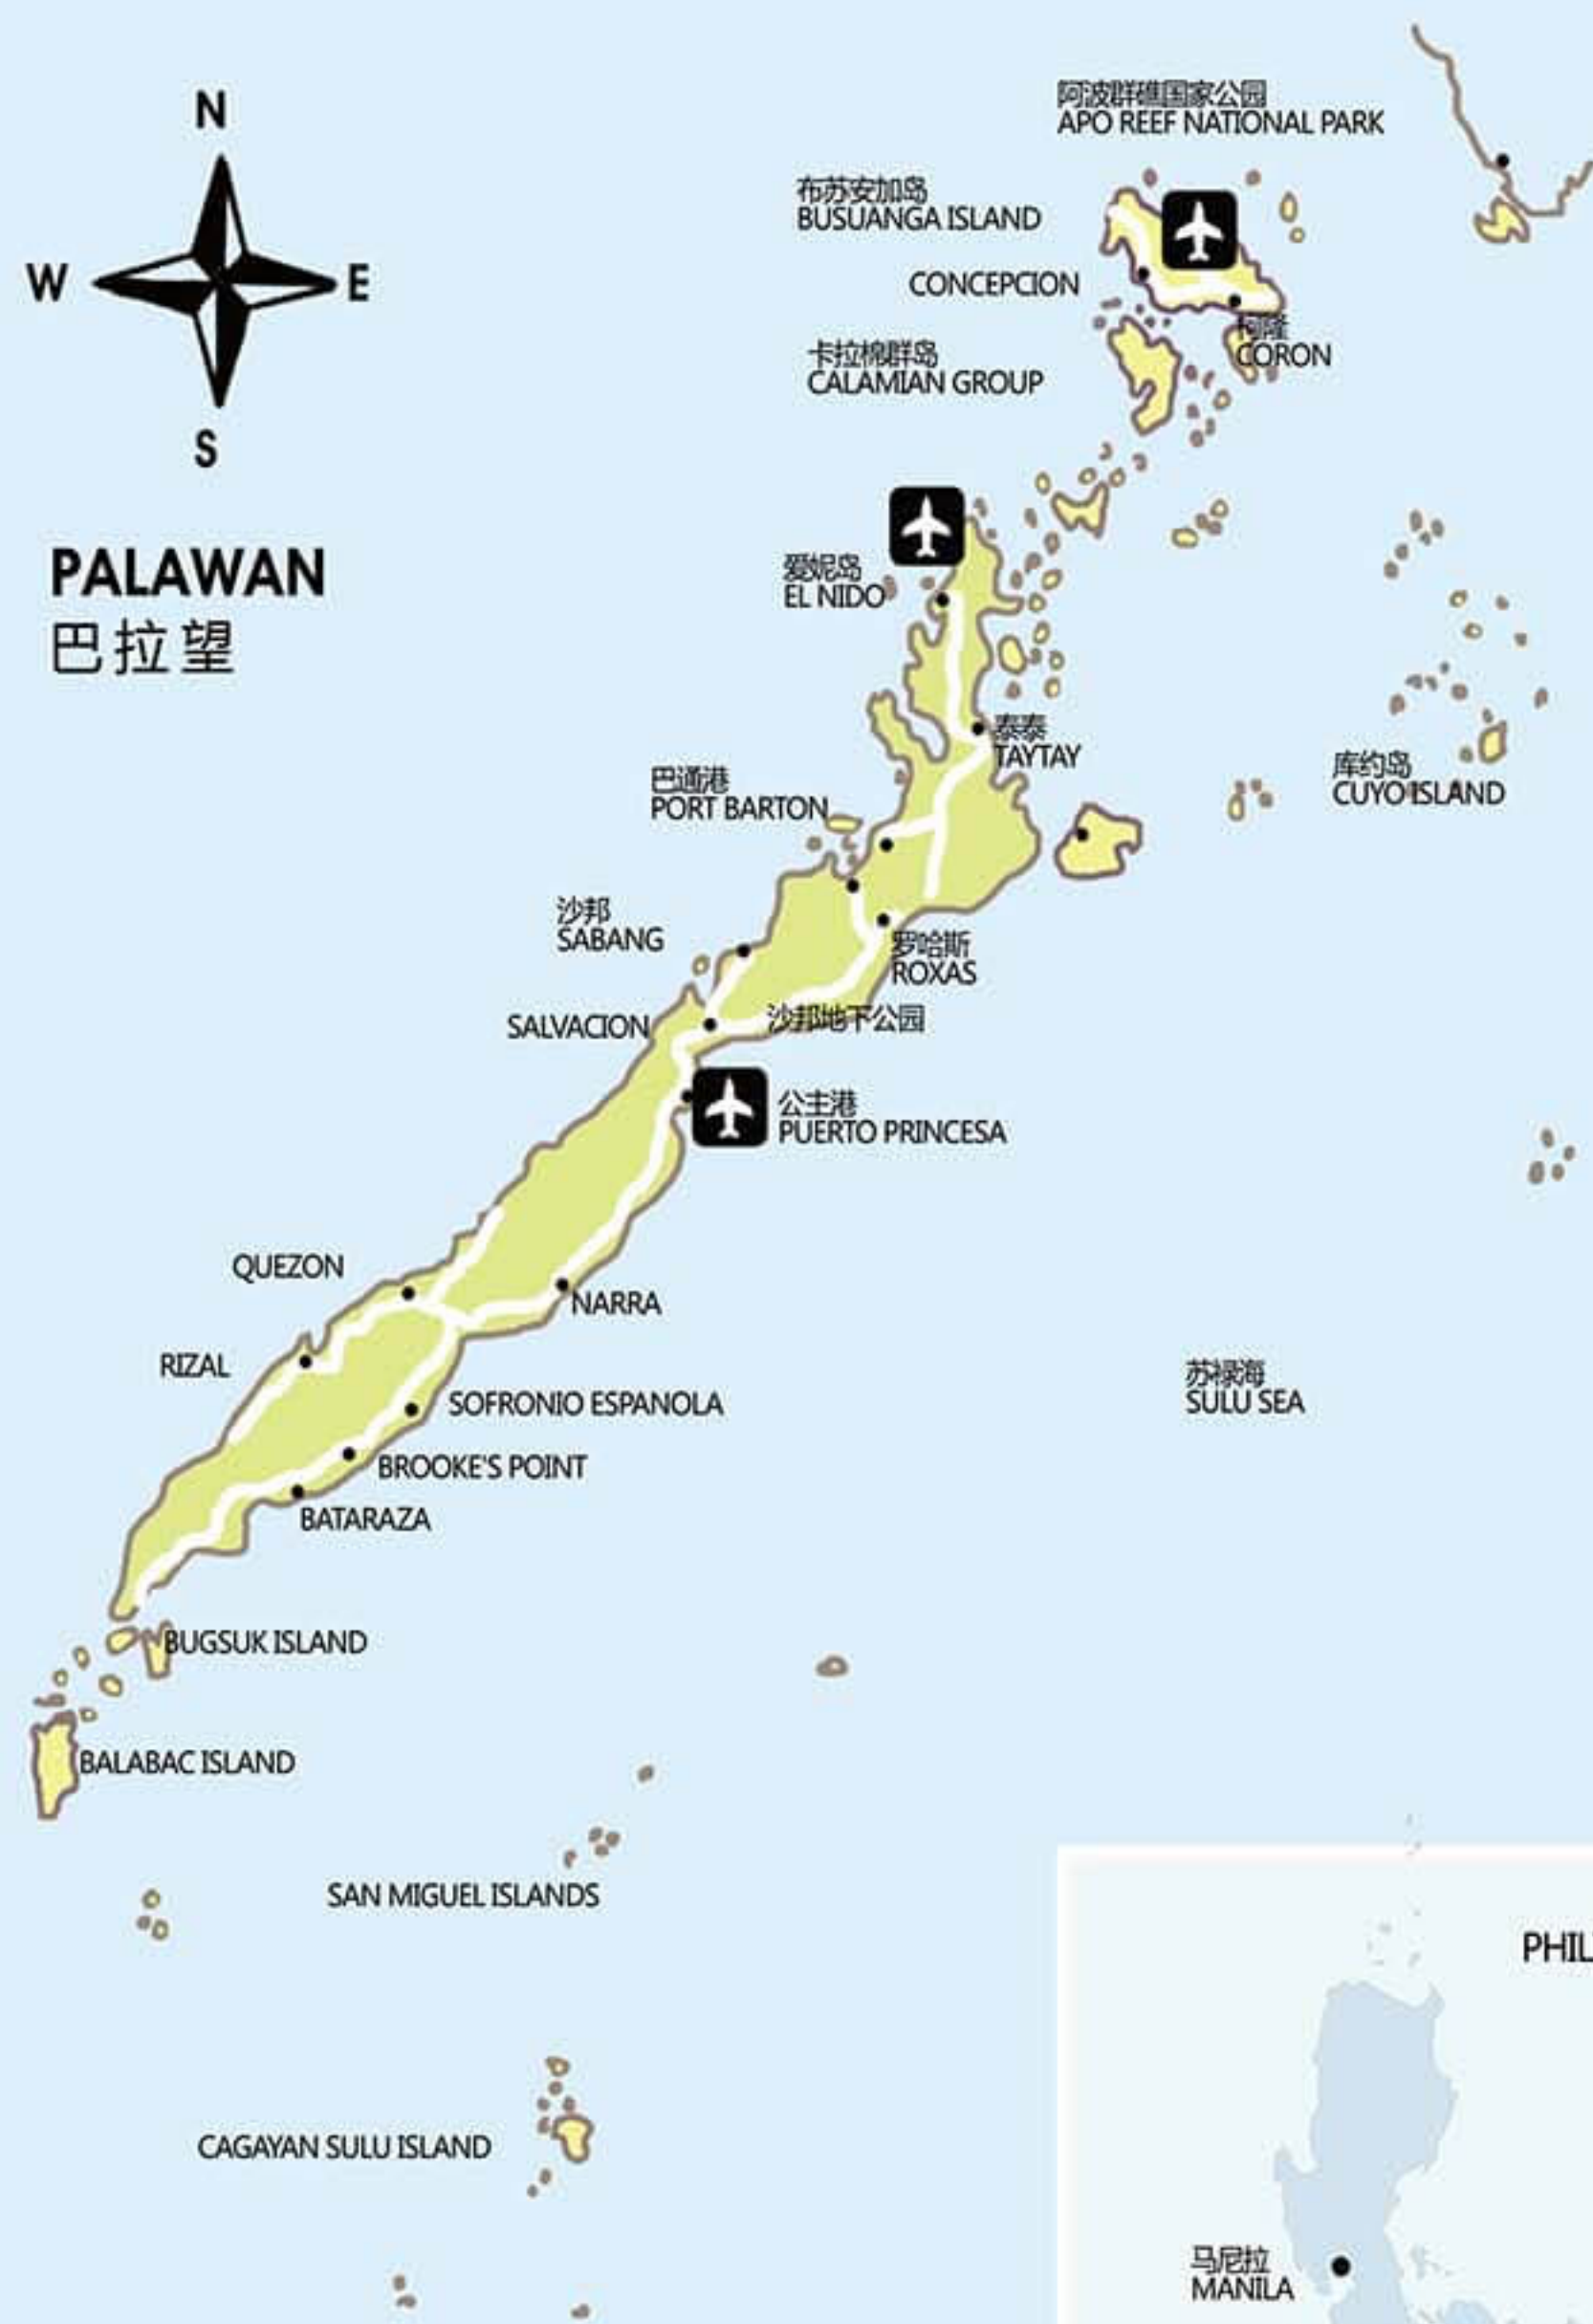 N
W
E
S
PALAWAN
巴拉望
阿波群礁国家公园
APO REEF NATIONAL PARK
布苏安加岛
BUSUANGA ISLAND
CONCEPCION
柯隆
CORON
卡拉棉群岛
CALAMIAN GROUP
爱妮岛
EL NIDO
泰泰
TAYTAY
库约岛
CUYO ISLAND
巴通港
PORT BARTON
沙邦
SABANG
罗哈斯
ROXAS
SALVACION
沙邦地下公园
公主港
PUERTO PRINCESA
QUEZON
NARRA
RIZAL
苏禄海
SULU SEA
SOFRONIO ESPANOLA
BROOKE'S POINT
BATARAZA
BUGSUK ISLAND
BALABAC ISLAND
SAN MIGUEL ISLANDS
PHIL
CAGAYAN SULU ISLAND
马尼拉
MANILA